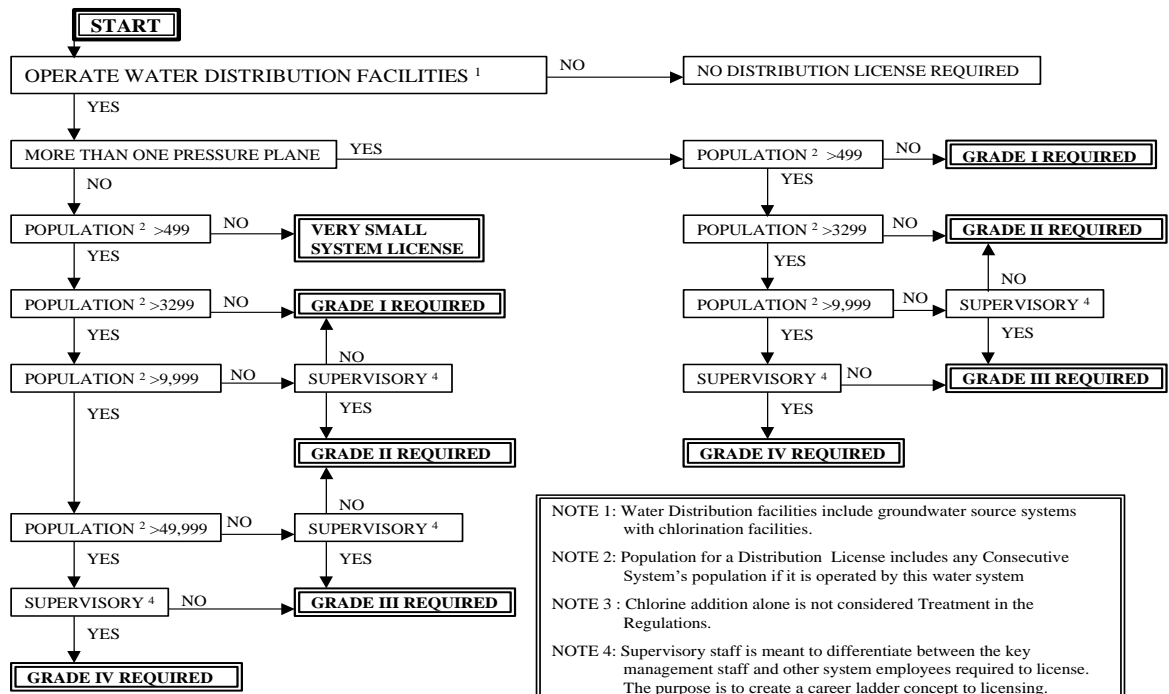 START
OPERATE WATER DISTRIBUTION FACILITIES ¹
NO
NO DISTRIBUTION LICENSE REQUIRED
YES
MORE THAN ONE PRESSURE PLANE
YES
POPULATION ² >499
NO
GRADE I REQUIRED
NO
YES
POPULATION ² >499
NO
VERY SMALL
SYSTEM LICENSE
POPULATION ² >3299
NO
GRADE II REQUIRED
YES
YES
NO
POPULATION ² >3299
NO
GRADE I REQUIRED
POPULATION ² >9,999
NO
SUPERVISORY ⁴
YES
NO
YES
YES
POPULATION ² >9,999
NO
SUPERVISORY ⁴
SUPERVISORY ⁴
NO
GRADE III REQUIRED
YES
YES
YES
GRADE II REQUIRED
GRADE IV REQUIRED
NO
POPULATION ² >49,999
NO
SUPERVISORY ⁴
YES
YES
SUPERVISORY ⁴
NO
GRADE III REQUIRED
YES
GRADE IV REQUIRED
NOTE 1: Water Distribution facilities include groundwater source systems
with chlorination facilities.
NOTE 2: Population for a Distribution License includes any Consecutive
System's population if it is operated by this water system
NOTE 3 : Chlorine addition alone is not considered Treatment in the
Regulations.
NOTE 4: Supervisory staff is meant to differentiate between the key
management staff and other system employees required to license.
The purpose is to create a career ladder concept to licensing.